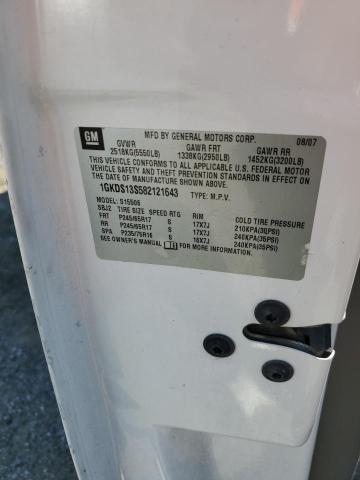 GM
MFD BY GENERAL MOTORS CORP. 08/07
GVWR GAWR FRT GAWR RR
2518KG(5550LB) 1338KG(2950LB) 1452KG(3200LB)
THIS VEHICLE CONFORMS TO ALL APPLICABLE U.S. FEDERAL MOTOR
VEHICLE SAFETY AND THEFT PREVENTION STANDARDS IN EFFECT ON
THE DATE OF MANUFACTURE SHOWN ABOVE.
1GKDS13S582121643 TYPE: M.P.V.
MODEL: S15506
SBJ2 TIRE SIZE SPEED RTG RIM COLD TIRE PRESSURE
FRT P245/65R17 S 17X7J 210KPA(30PSI)
RR P245/65R17 S 17X7J 240KPA(35PSI)
SPA P235/75R16 S 16X7J 240KPA(35PSI)
SEE OWNER'S MANUAL FOR MORE INFORMATION.